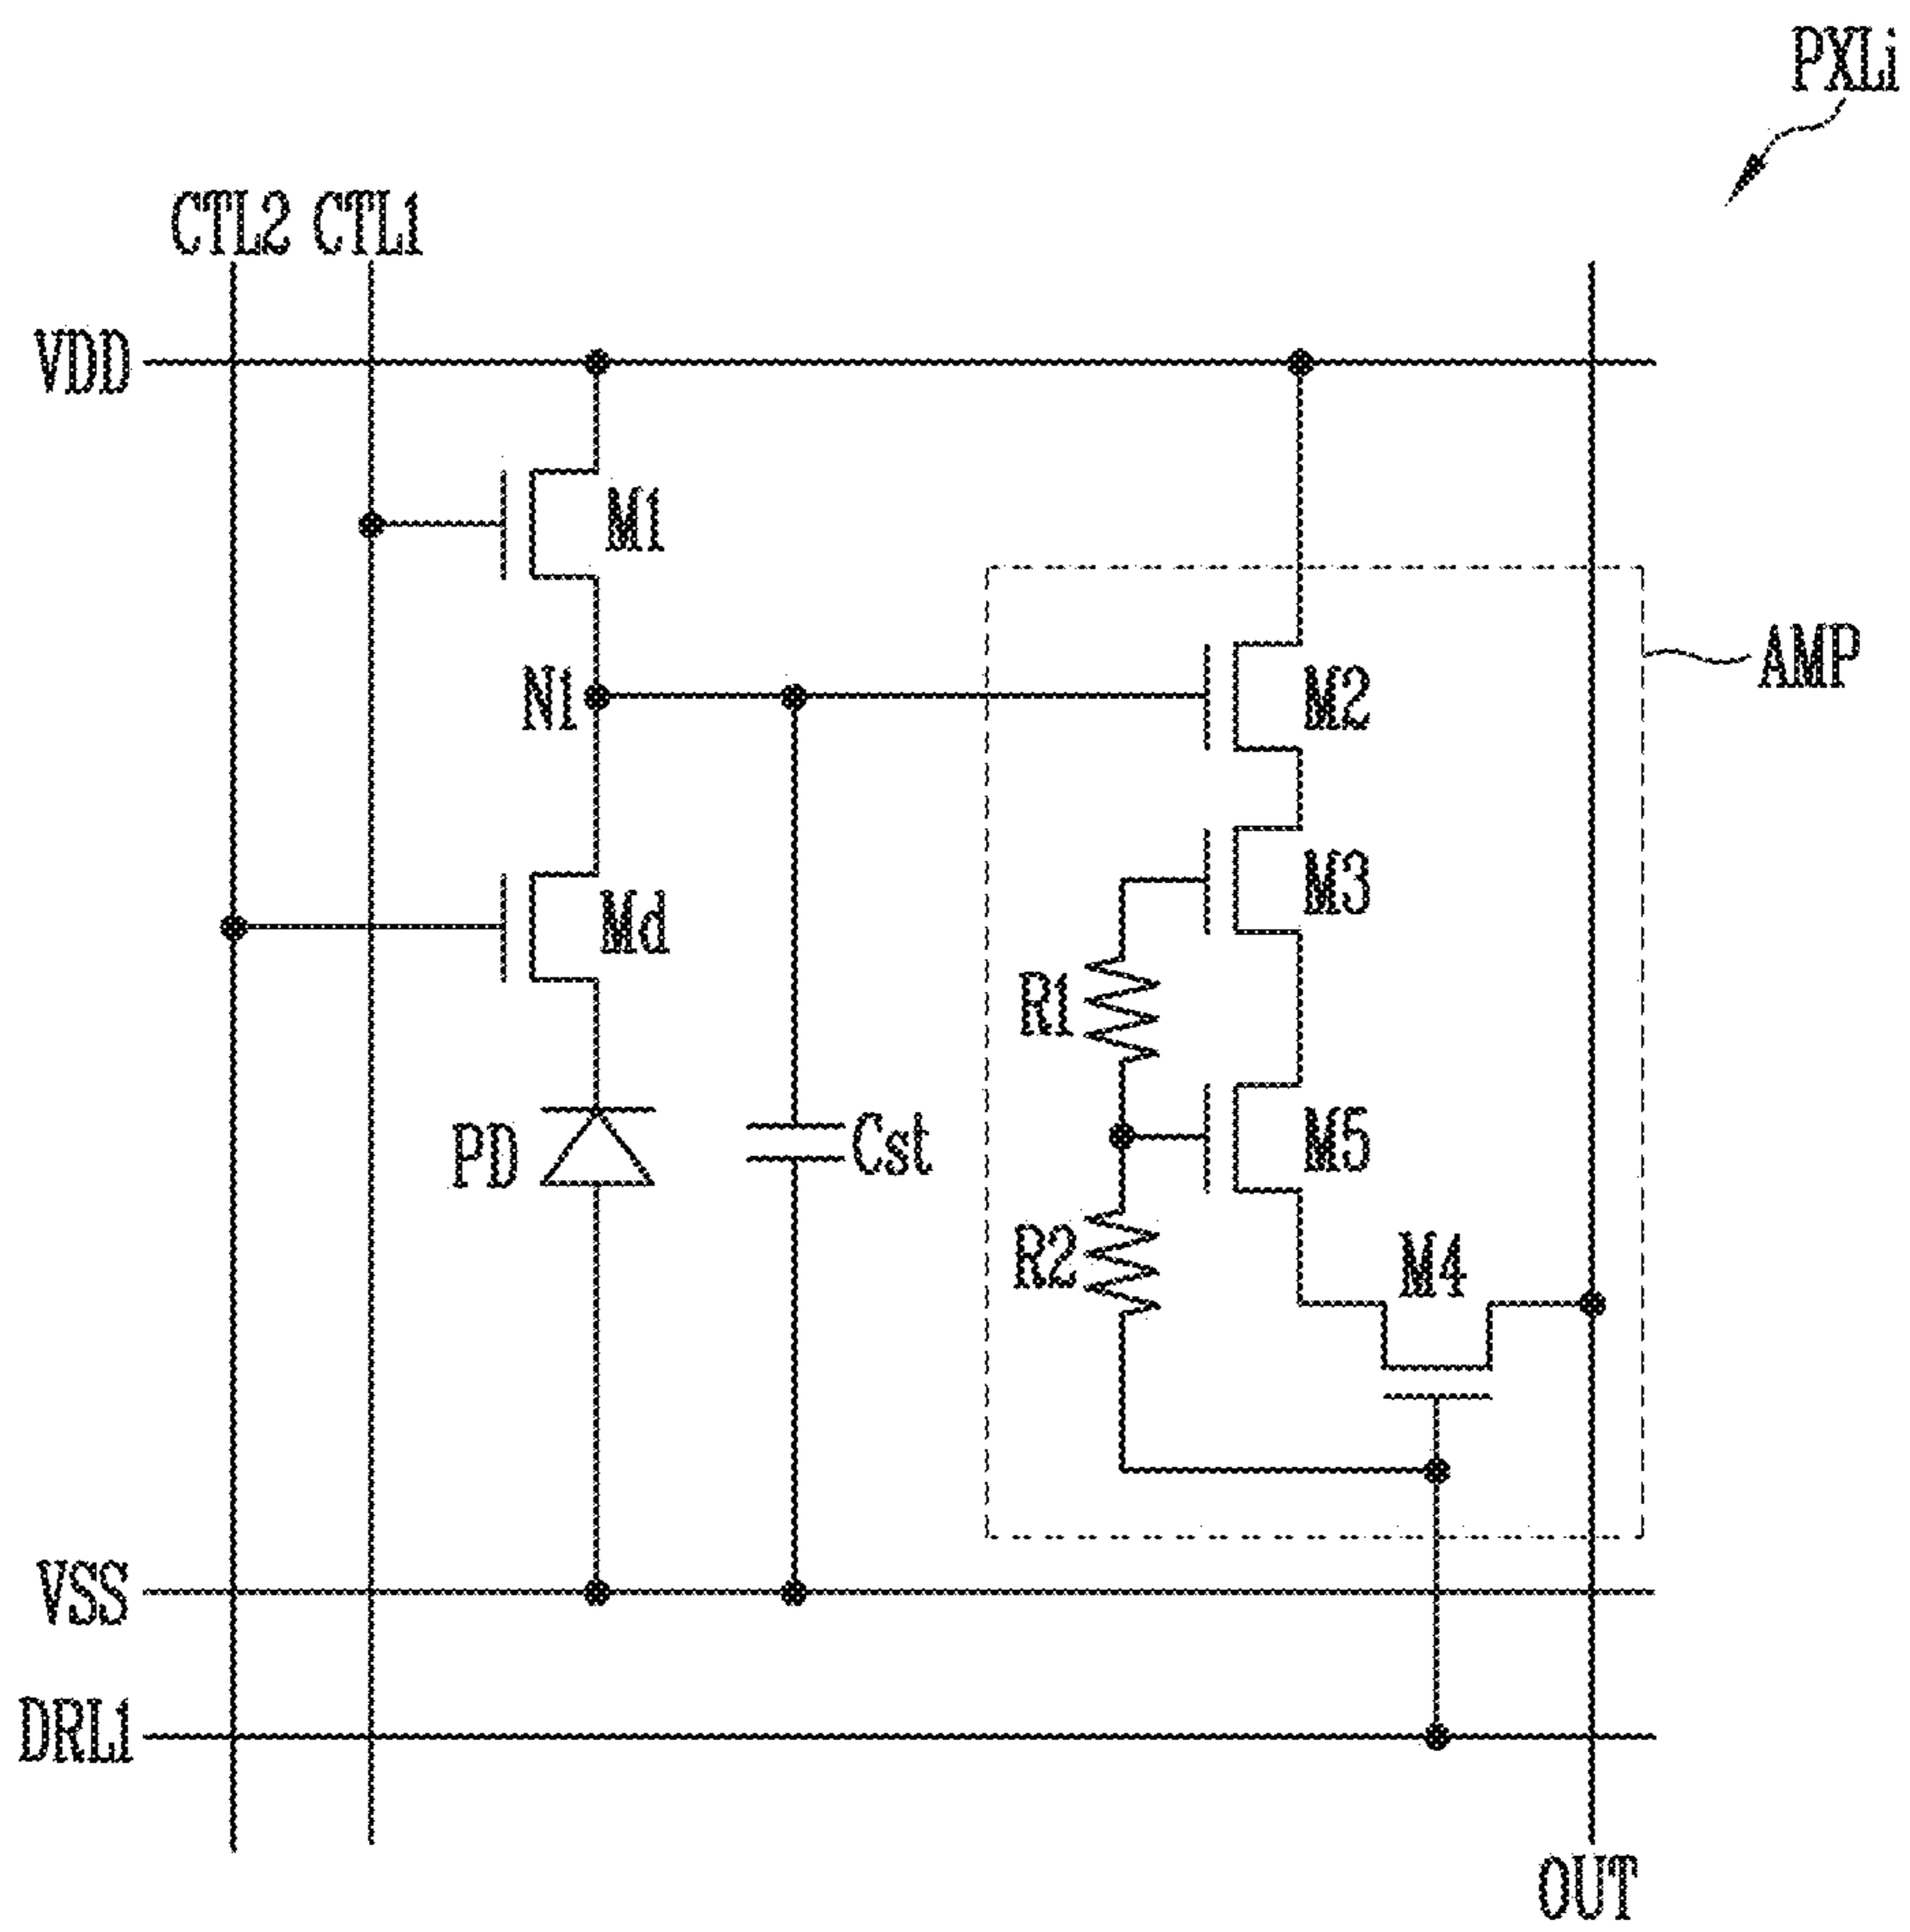 PXLi
CTL2 CTL1
VDD
M1
AMP
N1
M2
M3
Md
R1
M5
PD
Cst
R2
M4
VSS
DRL1
OUT